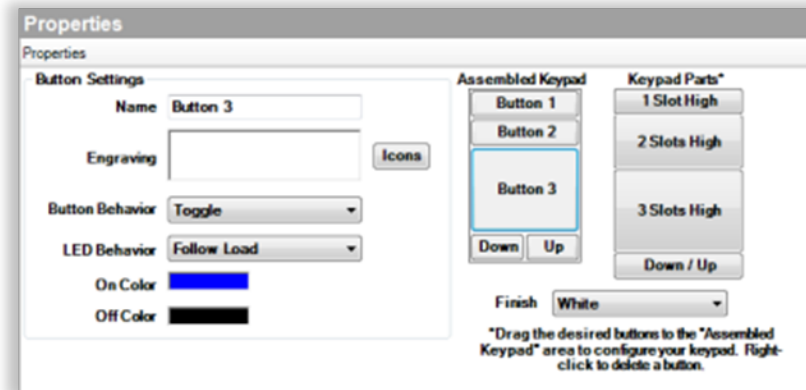 Properties
Properties
Button Settings
Name Button 3
Engraving Icons
Button Behavior Toggle
LED Behavior Follow Load
On Color
Off Color
Assembled Keypad
Button 1
Button 2
Button 3
Down Up
Keypad Parts*
1 Slot High
2 Slots High
3 Slots High
Down / Up
Finish White
*Drag the desired buttons to the "Assembled
Keypad" area to configure your keypad. Right-
click to delete a button.